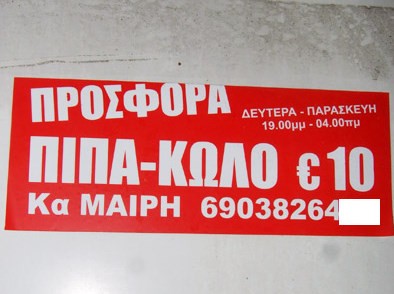 ΠΡΟΣΦΟΡΑ
ΔΕΥΤΕΡΑ - ΠΑΡΑΣΚΕΥΗ
19.00μμ - 04.00πμ
ΠΙΠΑ-ΚΩΛΟ € 10
Κα ΜΑΙΡΗ 69038264